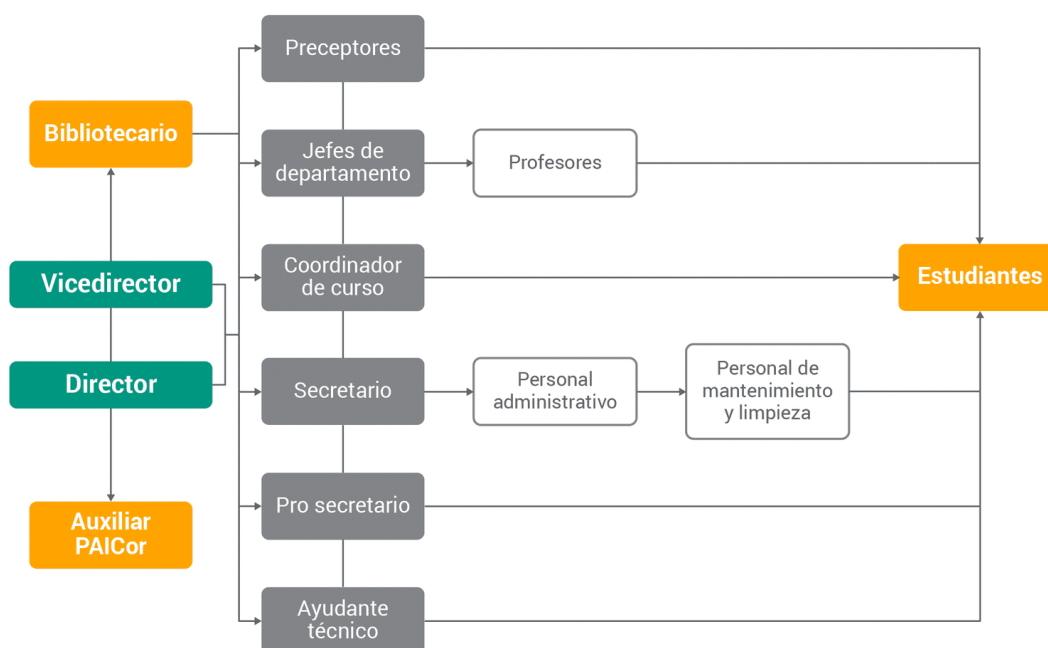 Preceptores
Bibliotecario
Jefes de
departamento
Profesores
Vicedirector
Coordinador
de curso
Estudiantes
Director
Secretario
Personal
administrativo
Personal de
mantenimiento
y limpieza
Auxiliar
PAICor
Pro secretario
Ayudante
técnico